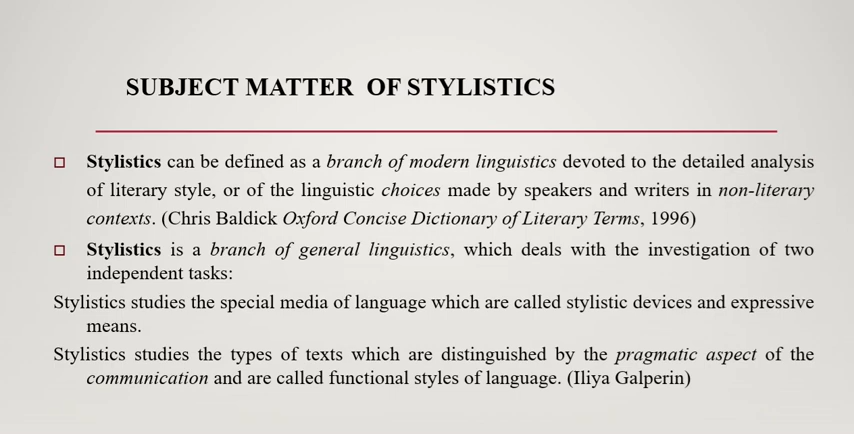 SUBJECT MATTER OF STYLISTICS
Stylistics can be defined as a branch of modern linguistics devoted to the detailed analysis
of literary style, or of the linguistic choices made by speakers and writers in non-literary
contexts. (Chris Baldick Oxford Concise Dictionary of Literary Terms, 1996)
Stylistics is a branch of general linguistics, which deals with the investigation of two
independent tasks:
Stylistics studies the special media of language which are called stylistic devices and expressive
means.
Stylistics studies the types of texts which are distinguished by the pragmatic aspect of the
communication and are called functional styles of language. (Iliya Galperin)